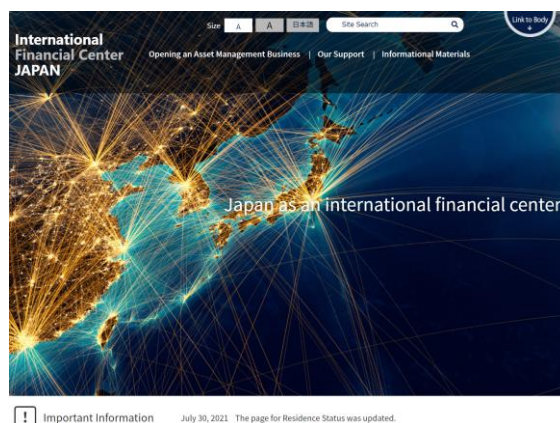 Size A A 日本語 Site Search Link to Body
International
Financial Center
JAPAN
Opening an Asset Management Business | Our Support | Informational Materials
Japan as an international financial center
! Important Information July 30, 2021 The page for Residence Status was updated.